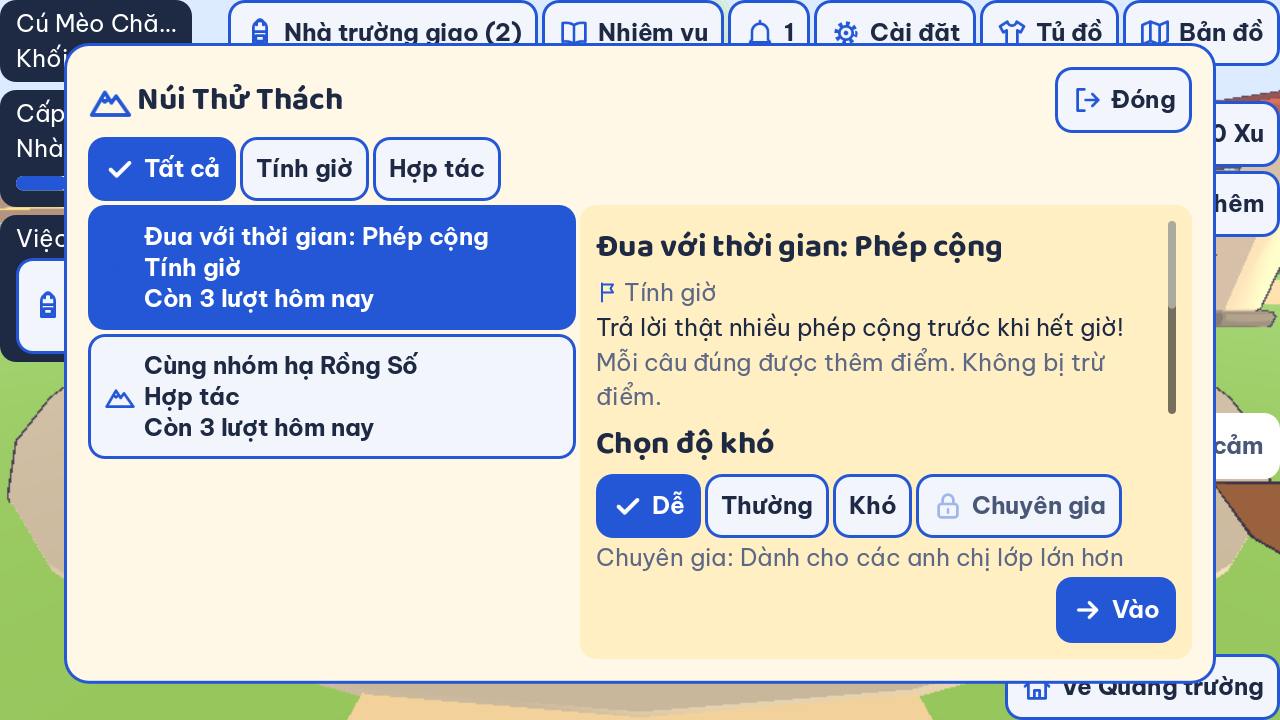 Cú Mèo Chă...
Khối
Nhà trường giao (2)
Nhiệm vụ
1
Cài đặt
Tủ đồ
Bản đồ
Núi Thử Thách
Đóng
Cấp
Nhà
0 Xu
Tất cả
Tính giờ
Hợp tác
hêm
Việc
Đua với thời gian: Phép cộng
Tính giờ
Còn 3 lượt hôm nay
Cùng nhóm hạ Rồng Số
Hợp tác
Còn 3 lượt hôm nay
Đua với thời gian: Phép cộng
Tính giờ
Trả lời thật nhiều phép cộng trước khi hết giờ!
Mỗi câu đúng được thêm điểm. Không bị trừ
điểm.
Chọn độ khó
Dễ
Thường
Khó
Chuyên gia
Chuyên gia: Dành cho các anh chị lớp lớn hơn
Vào
cảm
Về Quảng trường